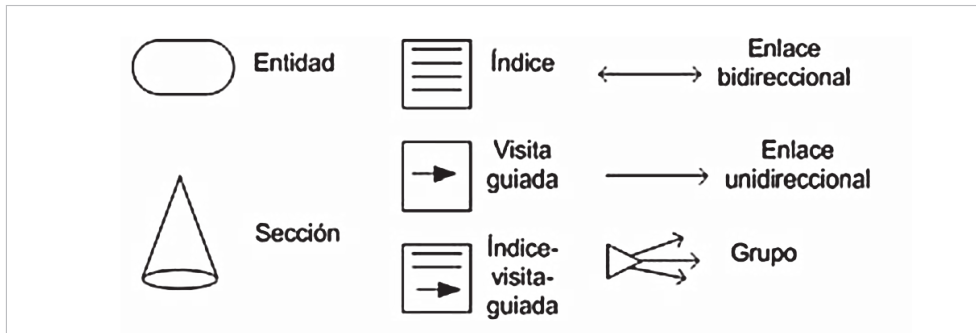 Entidad
Sección
Índice
Visita
guiada
Índice-
visita-
guiada
Enlace
bidireccional
Enlace
unidireccional
Grupo